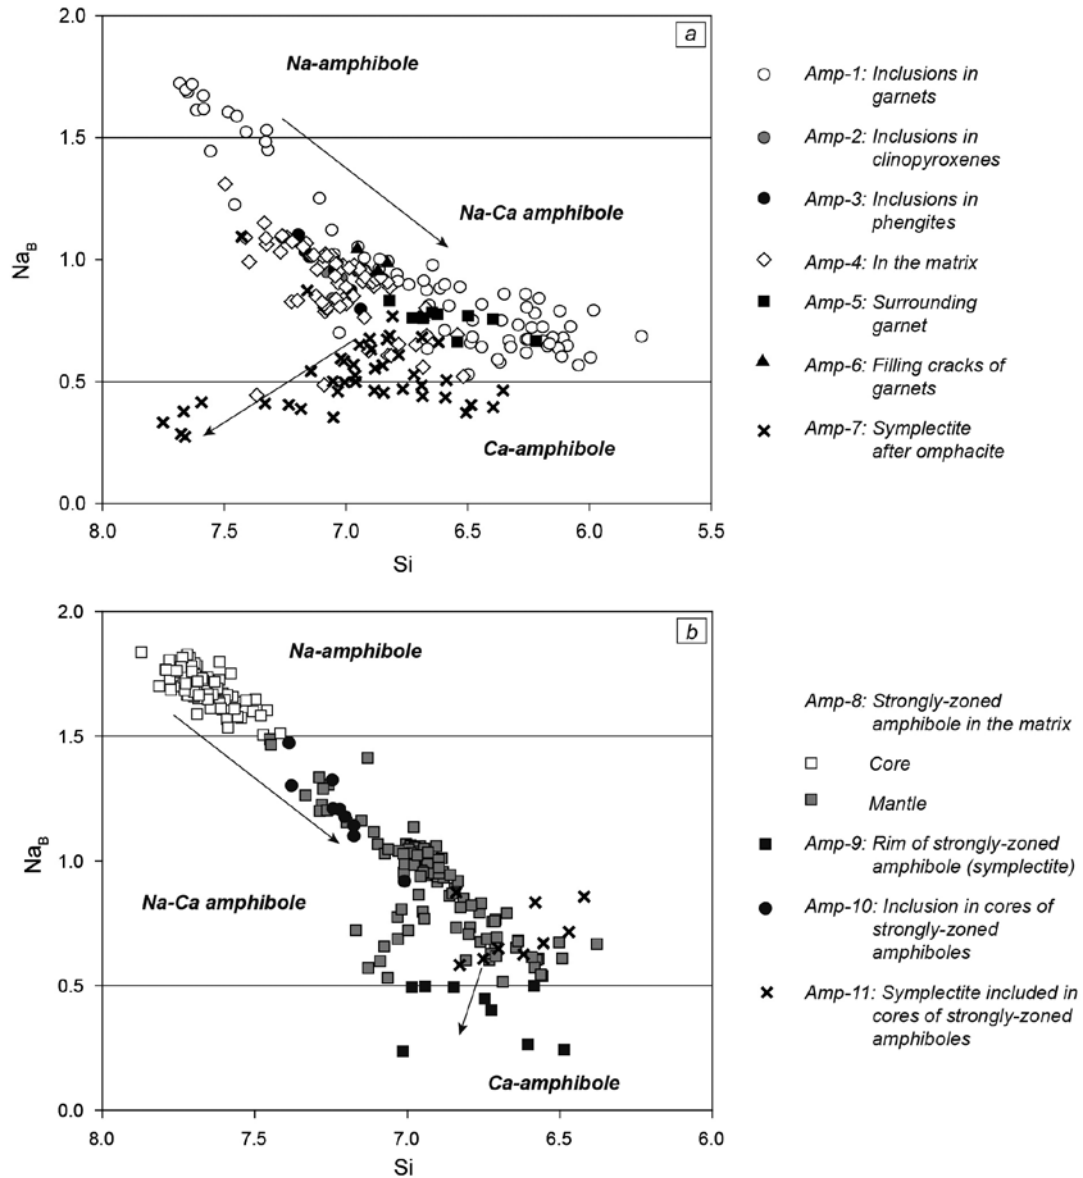 2.0
a
Na-amphibole
1.5
Na-Ca amphibole
Na_B
1.0
0.5
Ca-amphibole
0.0
8.0 7.5 7.0 6.5 6.0 5.5
Si
Amp-1: Inclusions in
garnets
Amp-2: Inclusions in
clinopyroxenes
Amp-3: Inclusions in
phengites
Amp-4: In the matrix
Amp-5: Surrounding
garnet
Amp-6: Filling cracks of
garnets
Amp-7: Symplectite
after omphacite
2.0
b
Na-amphibole
1.5
Na_B
1.0
Na-Ca amphibole
0.5
Ca-amphibole
0.0
8.0 7.5 7.0 6.5 6.0
Si
Amp-8: Strongly-zoned
amphibole in the matrix
Core
Mantle
Amp-9: Rim of strongly-zoned
amphibole (symplectite)
Amp-10: Inclusion in cores of
strongly-zoned
amphiboles
Amp-11: Symplectite included in
cores of strongly-zoned
amphiboles